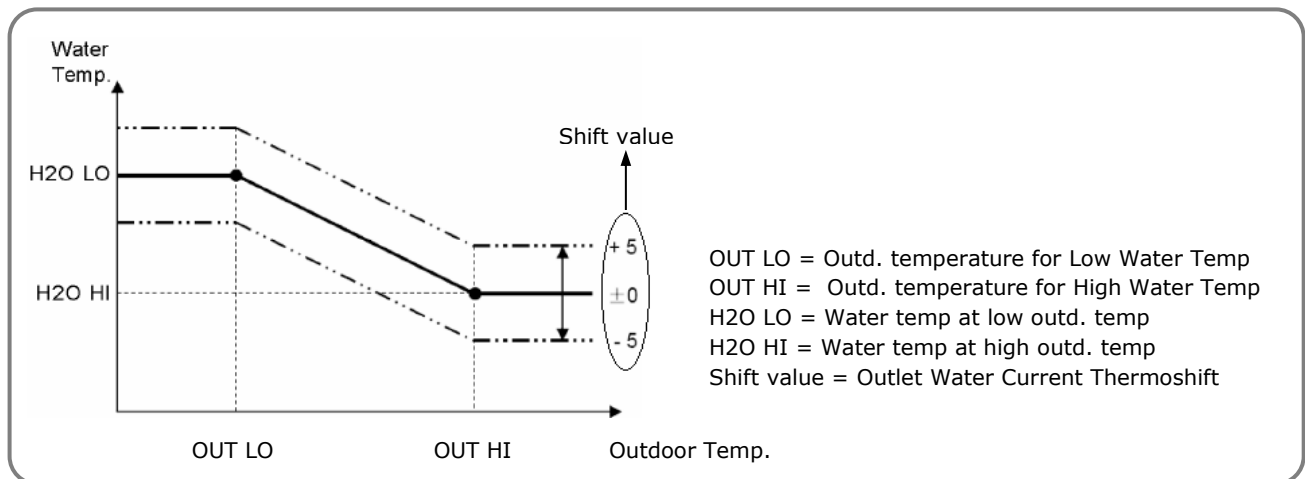 Water
Temp.
H2O LO
H2O HI
OUT LO
OUT HI
Outdoor Temp.
Shift value
+ 5
±0
- 5
OUT LO = Outd. temperature for Low Water Temp
OUT HI = Outd. temperature for High Water Temp
H2O LO = Water temp at low outd. temp
H2O HI = Water temp at high outd. temp
Shift value = Outlet Water Current Thermoshift